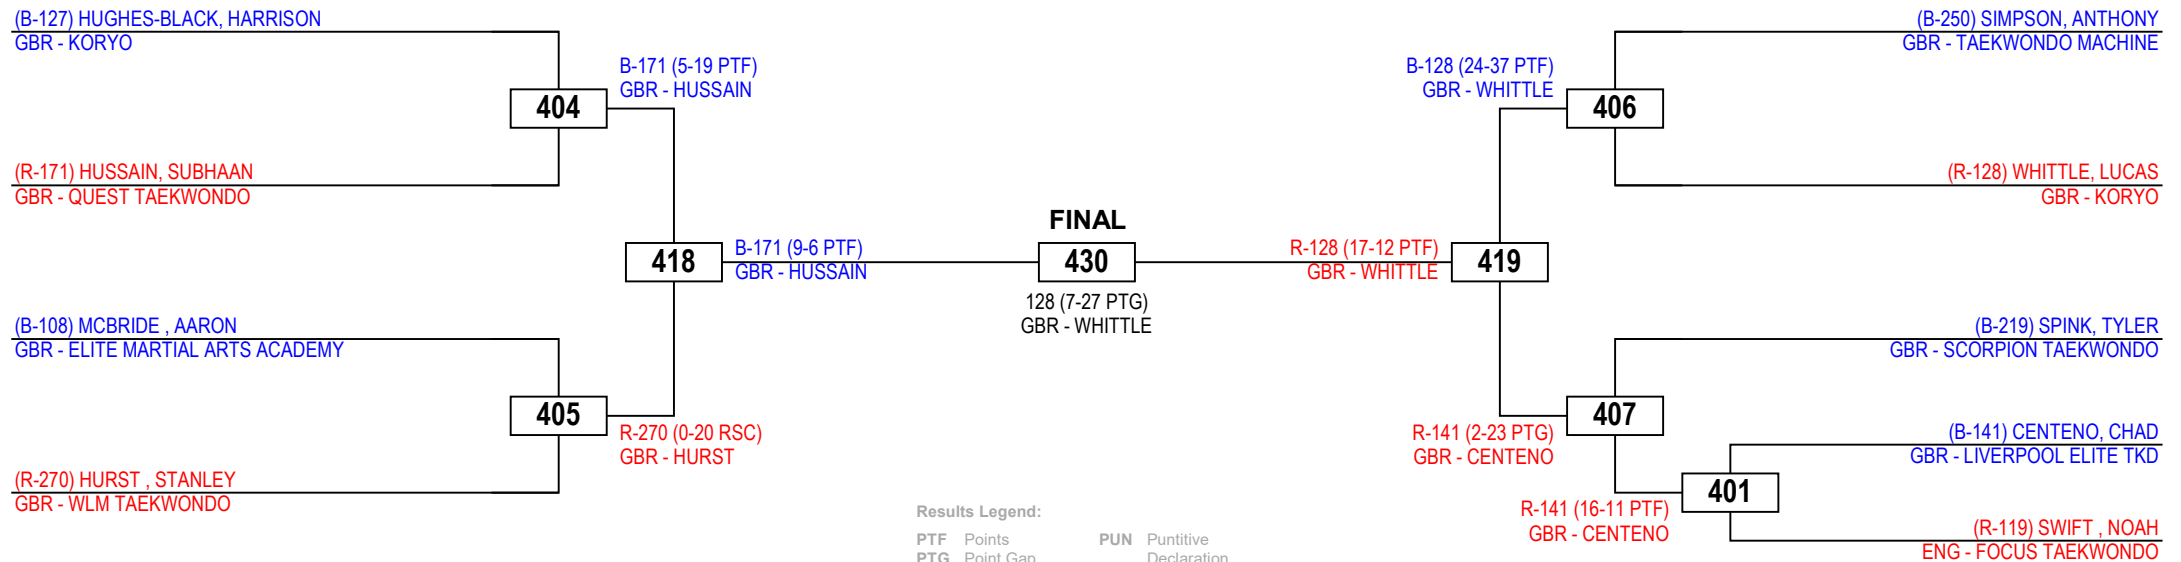 (B-127) HUGHES-BLACK, HARRISON
GBR - KORYO
404
B-171 (5-19 PTF)
GBR - HUSSAIN
(R-171) HUSSAIN, SUBHAAN
GBR - QUEST TAEKWONDO
418
B-171 (9-6 PTF)
GBR - HUSSAIN
(B-108) MCBRIDE , AARON
GBR - ELITE MARTIAL ARTS ACADEMY
405
R-270 (0-20 RSC)
GBR - HURST
(R-270) HURST , STANLEY
GBR - WLM TAEKWONDO
FINAL
430
128 (7-27 PTG)
GBR - WHITTLE
(B-250) SIMPSON, ANTHONY
GBR - TAEKWONDO MACHINE
B-128 (24-37 PTF)
GBR - WHITTLE
406
(R-128) WHITTLE, LUCAS
GBR - KORYO
R-128 (17-12 PTF)
GBR - WHITTLE
419
(B-219) SPINK, TYLER
GBR - SCORPION TAEKWONDO
407
R-141 (2-23 PTG)
GBR - CENTENO
(B-141) CENTENO, CHAD
GBR - LIVERPOOL ELITE TKD
401
R-141 (16-11 PTF)
GBR - CENTENO
(R-119) SWIFT , NOAH
ENG - FOCUS TAEKWONDO
Results Legend:
PTF Points PUN Puntitive
PTG Point Gap Declaration